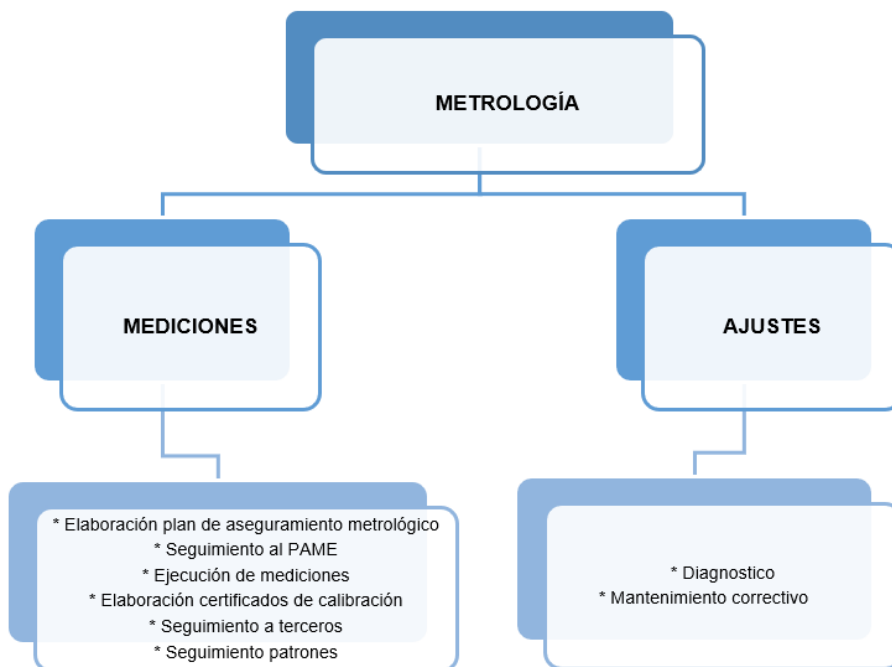 METROLOGÍA
MEDICIONES
AJUSTES
* Elaboración plan de aseguramiento metrológico
* Seguimiento al PAME
* Ejecución de mediciones
* Elaboración certificados de calibración
* Seguimiento a terceros
* Seguimiento patrones
* Diagnostico
* Mantenimiento correctivo